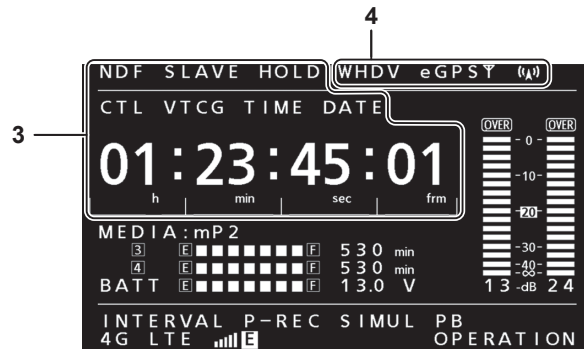 4
3
NDF SLAVE HOLD WHDV eGPS
CTL VTCG TIME DATE
01:23:45:01
h min sec frm
OVER OVER
0
-10-
-20-
-30-
-40-
-∞-
13 -dB 24
MEDIA:mP2
3 E F 530 min
4 E F 530 min
BATT E F 13.0 V
INTERVAL P-REC SIMUL PB
4G LTE E OPERATION